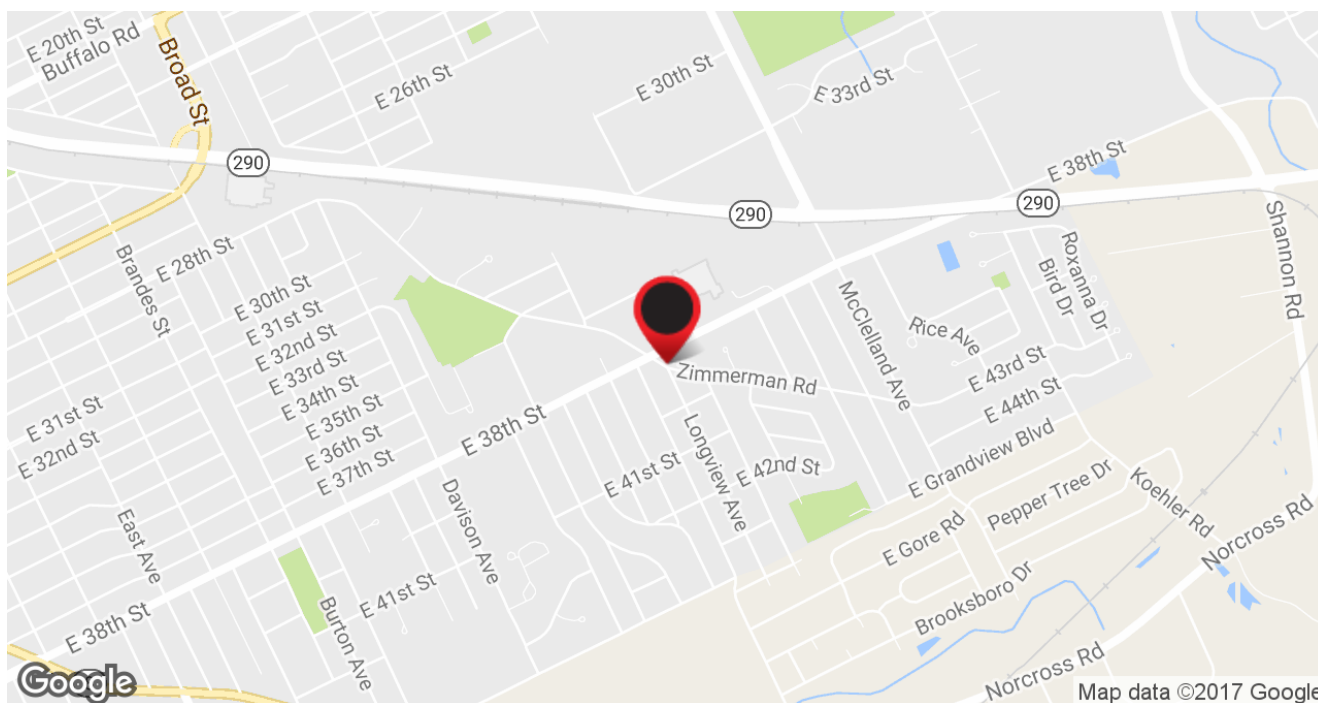 E 20th St
Buffalo Rd
Broad St
E 26th St
E 30th St
E 33rd St
290
290
290
E 38th St
Shannon Rd
E 28th St
Brandes St
E 30th St
E 31st St
E 32nd St
E 33rd St
E 34th St
E 35th St
E 36th St
E 37th St
E 31st St
E 32nd St
Roxanna Dr
Bird Dr
McClelland Ave
Rice Ave
E 43rd St
E 44th St
Zimmerman Rd
E 38th St
Longview Ave
E 41st St
E 42nd St
E Grandview Blvd
Pepper Tree Dr
Koehler Rd
Norcross Rd
E Gore Rd
Brooksboro Dr
Davison Ave
East Ave
E 41st St
Burton Ave
E 38th St
Norcross Rd
Google
Map data ©2017 Google